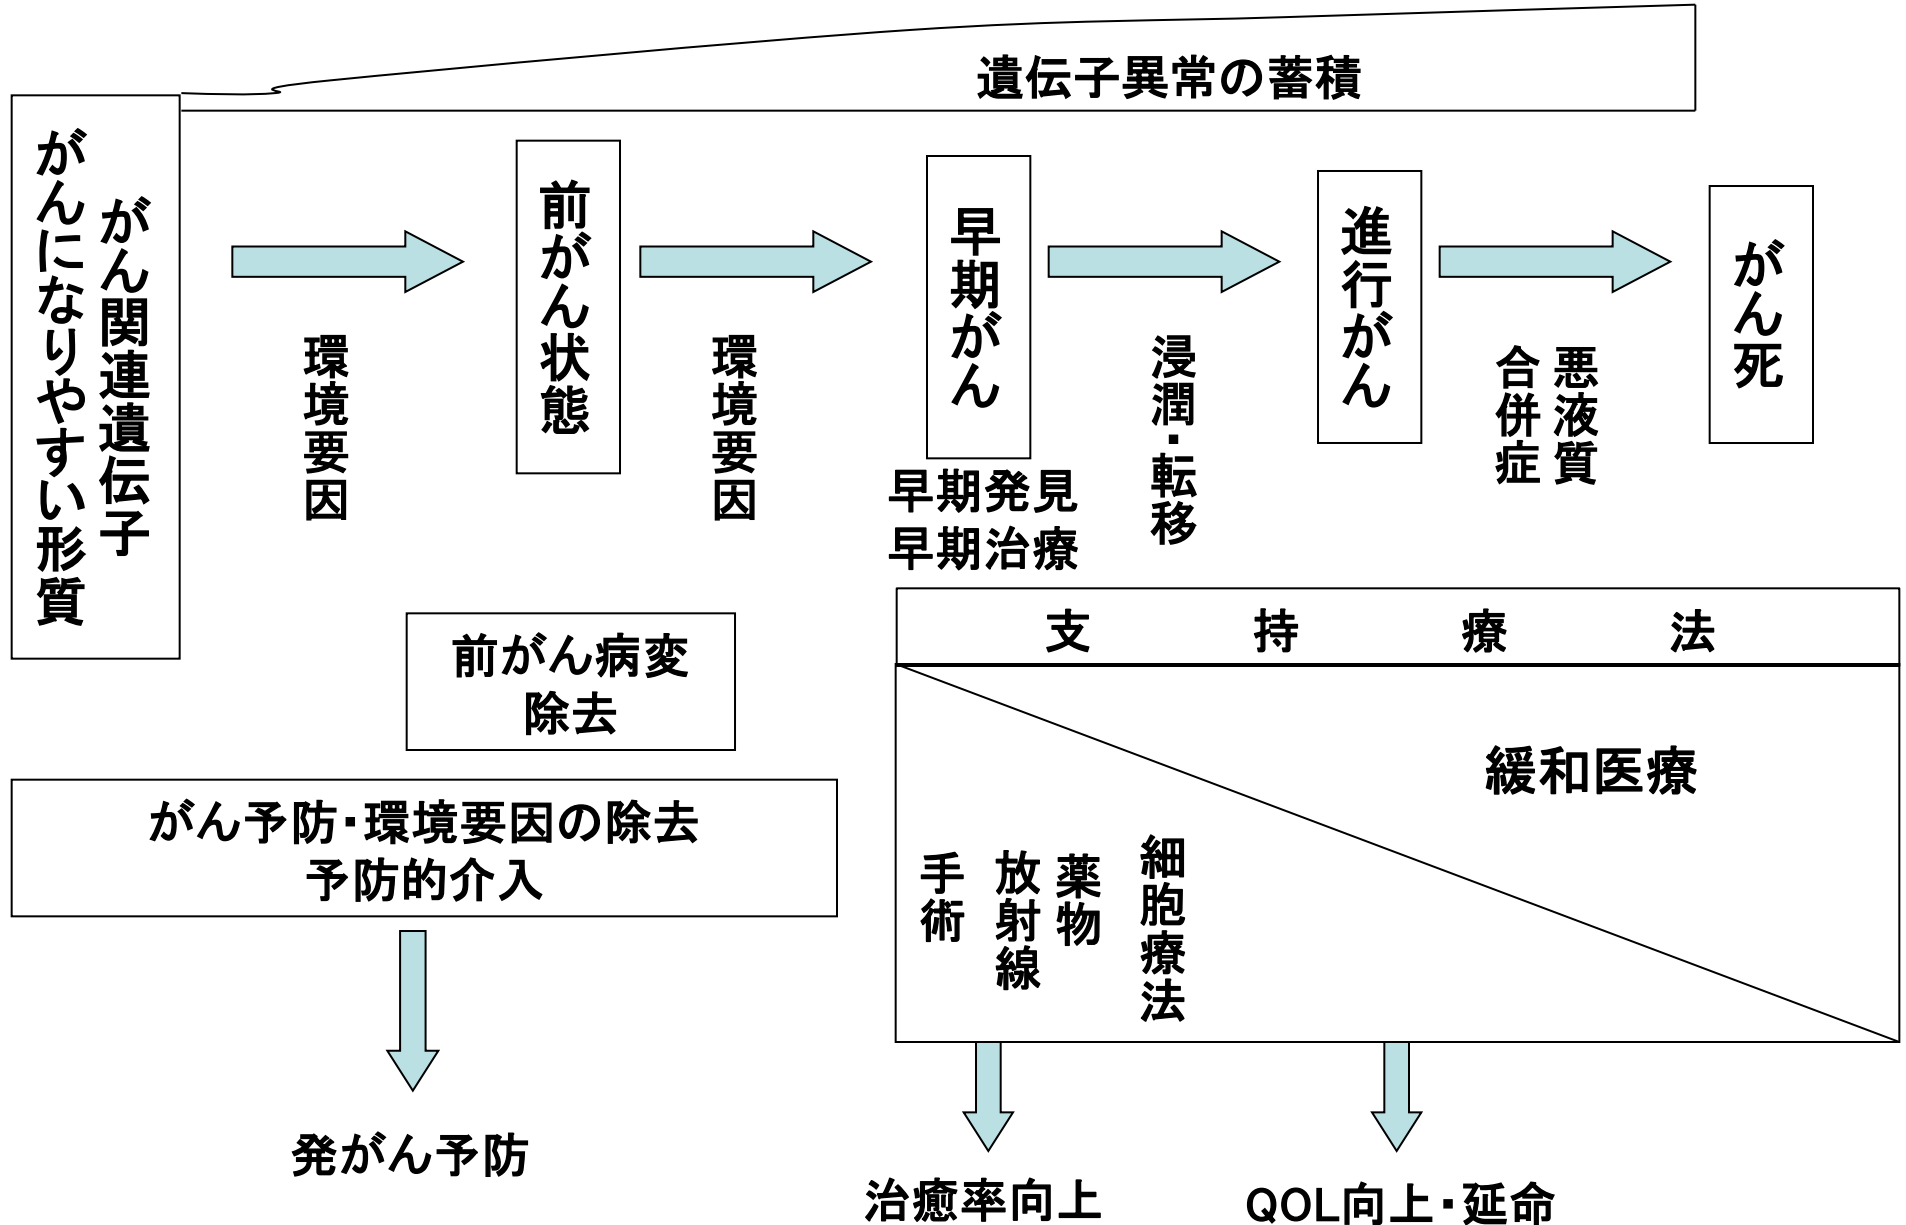 遺伝子異常の蓄積
がん関連遺伝子
がんになりやすい形質
環境要因
前がん状態
環境要因
早期がん
早期発見
早期治療
浸潤・転移
進行がん
悪液質
合併症
がん死
前がん病変
除去
がん予防・環境要因の除去
予防的介入
発がん予防
支持療法
緩和医療
手術
放射線
薬物
細胞療法
治癒率向上
QOL向上・延命